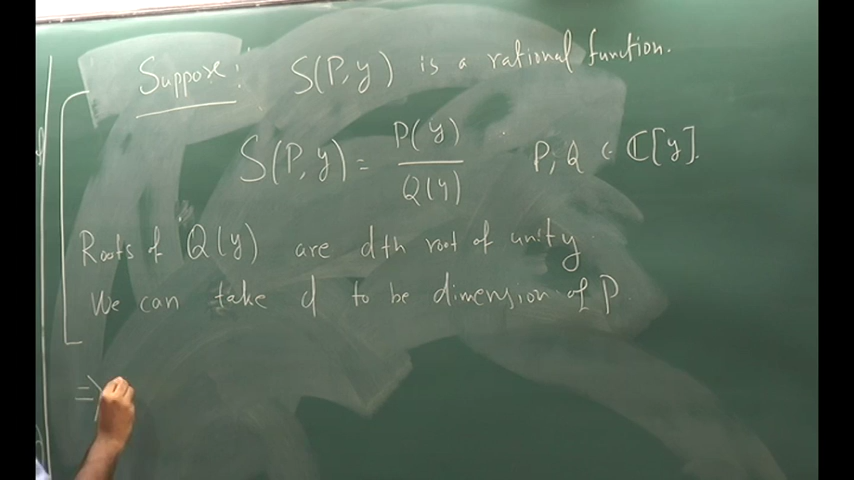 Suppose: S(P, y) is a rational function.
S(P, y) = P(y) / Q(y) P, Q ∈ ℂ[y].
Roots of Q(y) are dth root of unity.
We can take d to be dimension of P.
⇒